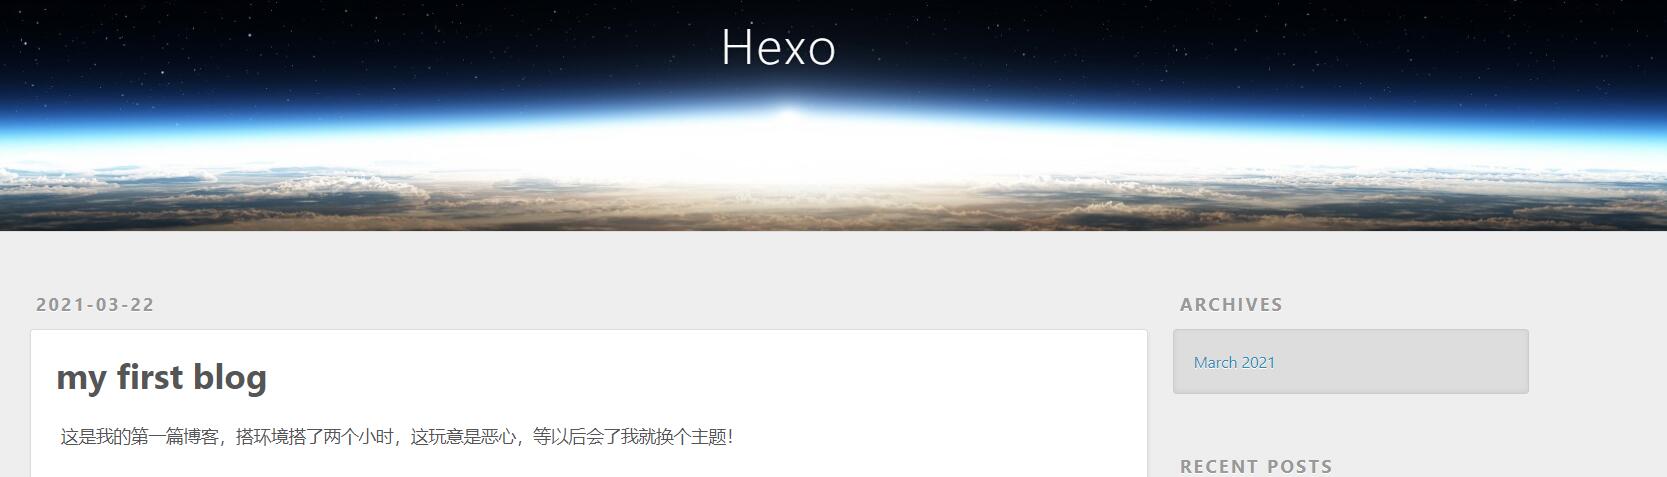 Hexo
2021-03-22
my first blog
这是我的第一篇博客，搭环境搭了两个小时，这玩意是恶心，等以后会了我就换个主题！
ARCHIVES
March 2021
RECENT POSTS